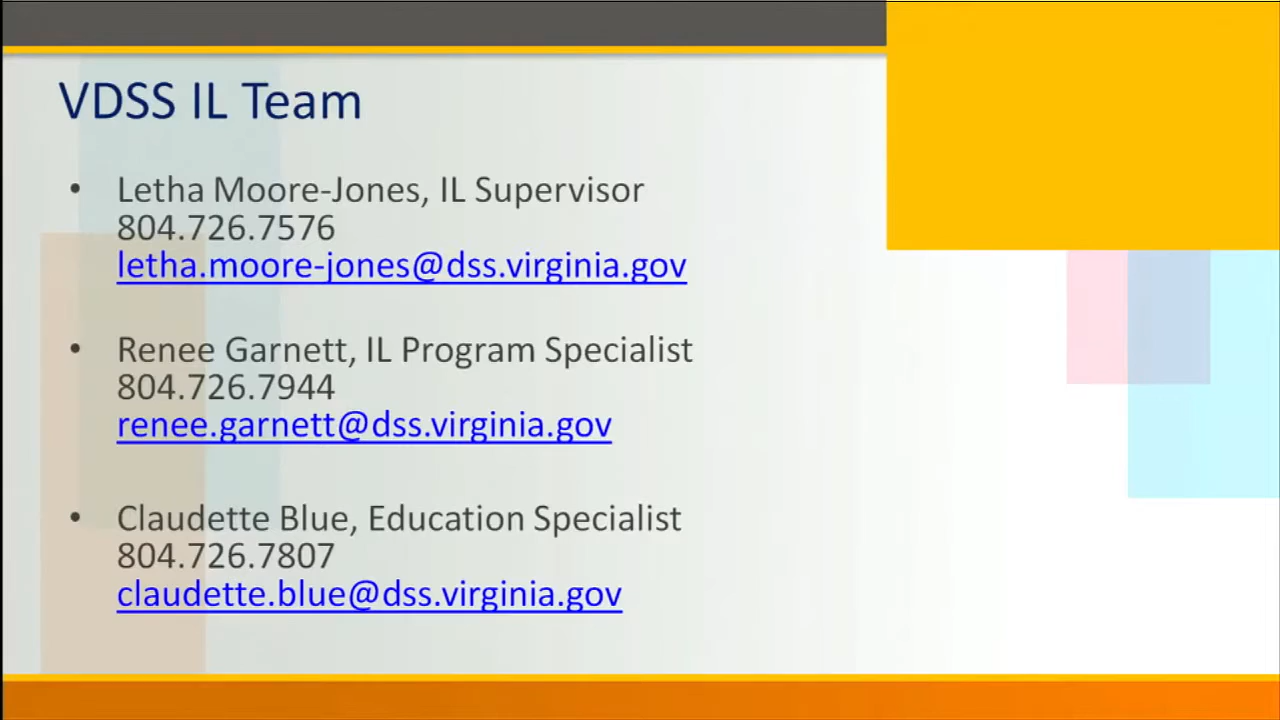 VDSS IL Team
• Letha Moore-Jones, IL Supervisor
804.726.7576
letha.moore-jones@dss.virginia.gov
• Renee Garnett, IL Program Specialist
804.726.7944
renee.garnett@dss.virginia.gov
• Claudette Blue, Education Specialist
804.726.7807
claudette.blue@dss.virginia.gov